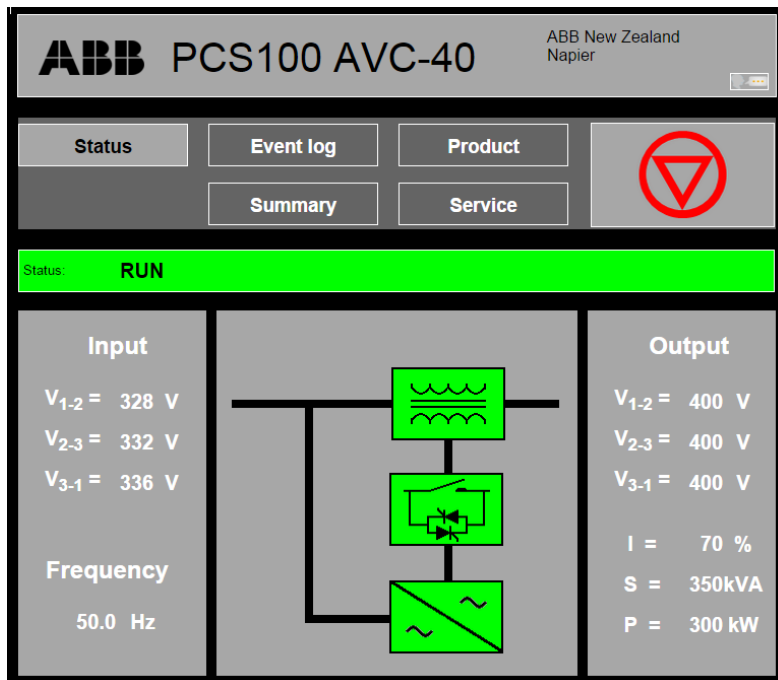 ABB PCS100 AVC-40
ABB New Zealand
Napier
Status Event log Product
Summary Service
Status: RUN
Input
V1-2 = 328 V
V2-3 = 332 V
V3-1 = 336 V
Frequency
50.0 Hz
Output
V1-2 = 400 V
V2-3 = 400 V
V3-1 = 400 V
I = 70 %
S = 350kVA
P = 300 kW